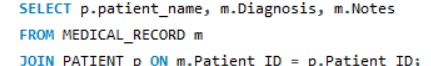 SELECT p.patient_name, m.Diagnosis, m.Notes
FROM MEDICAL_RECORD m
JOIN PATIENT p ON m.Patient_ID = p.Patient_ID;